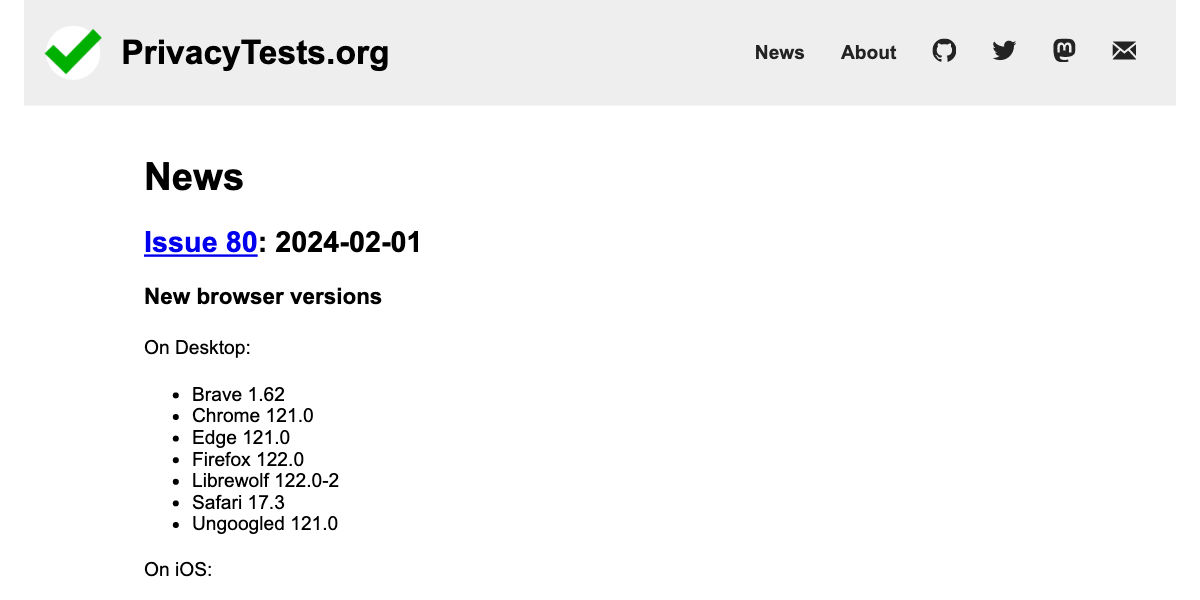 PrivacyTests.org
News About
News
Issue 80: 2024-02-01
New browser versions
On Desktop:
• Brave 1.62
• Chrome 121.0
• Edge 121.0
• Firefox 122.0
• Librewolf 122.0-2
• Safari 17.3
• Ungoogled 121.0
On iOS: